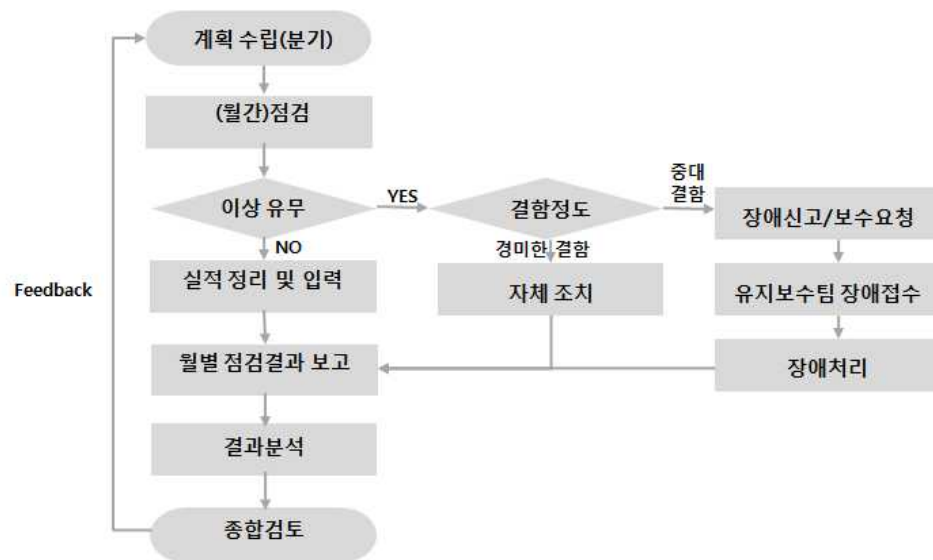 계획 수립(분기)
(월간)점검
이상 유무
YES
결함정도
중대
결함
장애신고/보수요청
NO
경미한 결함
Feedback
실적 정리 및 입력
자체 조치
유지보수팀 장애접수
월별 점검결과 보고
장애처리
결과분석
종합검토